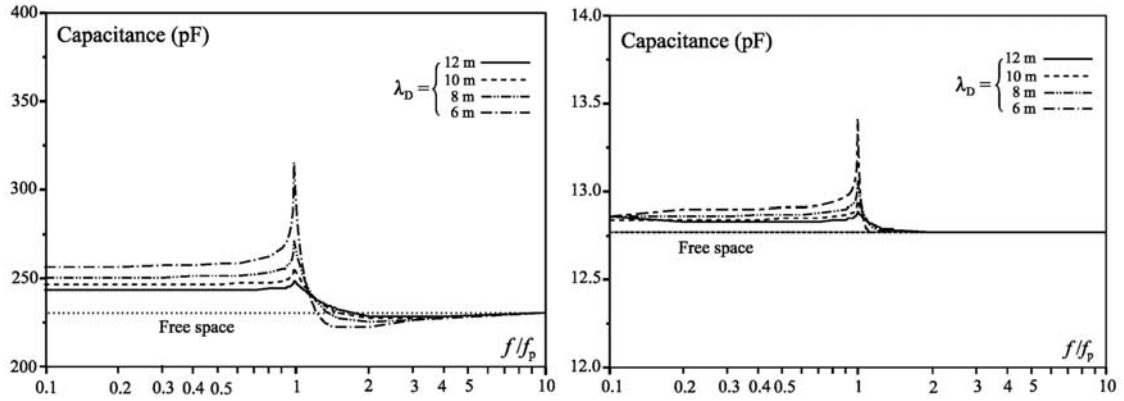 400
350
300
250
200
Capacitance (pF)
λD =
12 m
10 m
8 m
6 m
Free space
f/fp
0.1 0.2 0.3 0.4 0.5 1 2 3 5 10
14.0
13.5
13.0
12.5
12.0
Capacitance (pF)
λD =
12 m
10 m
8 m
6 m
Free space
f/fp
0.1 0.2 0.3 0.5 1 2 3 4 5 10